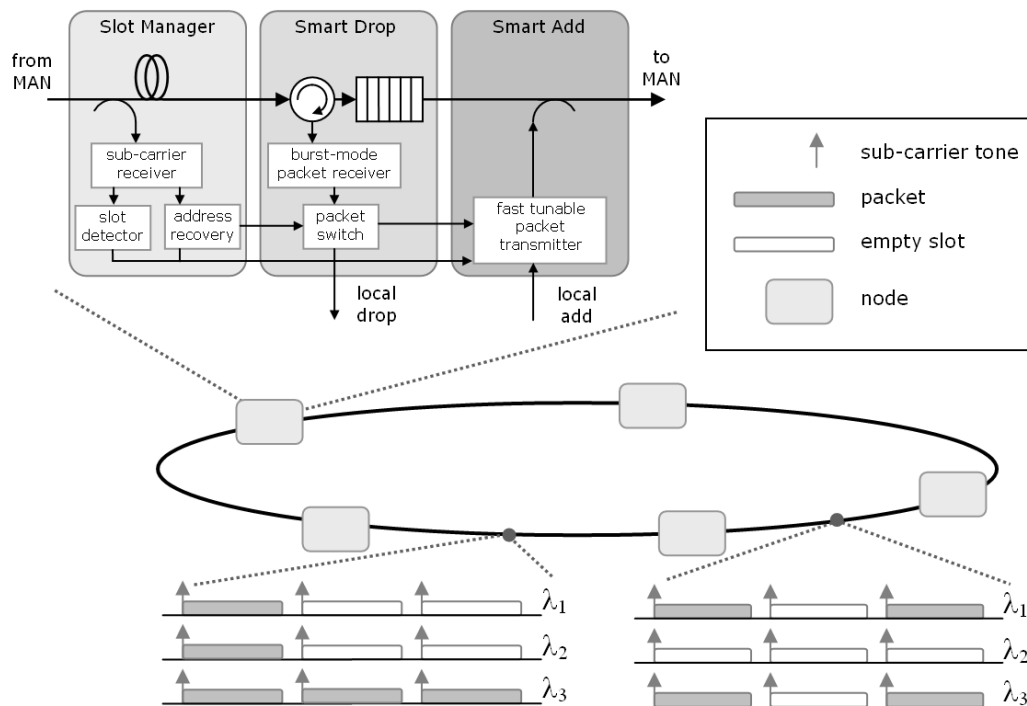 Slot Manager
Smart Drop
Smart Add
from
MAN
to
MAN
sub-carrier
receiver
burst-mode
packet receiver
slot
detector
address
recovery
packet
switch
fast tunable
packet
transmitter
local
drop
local
add
sub-carrier tone
packet
empty slot
node
λ1
λ2
λ3
λ1
λ2
λ3